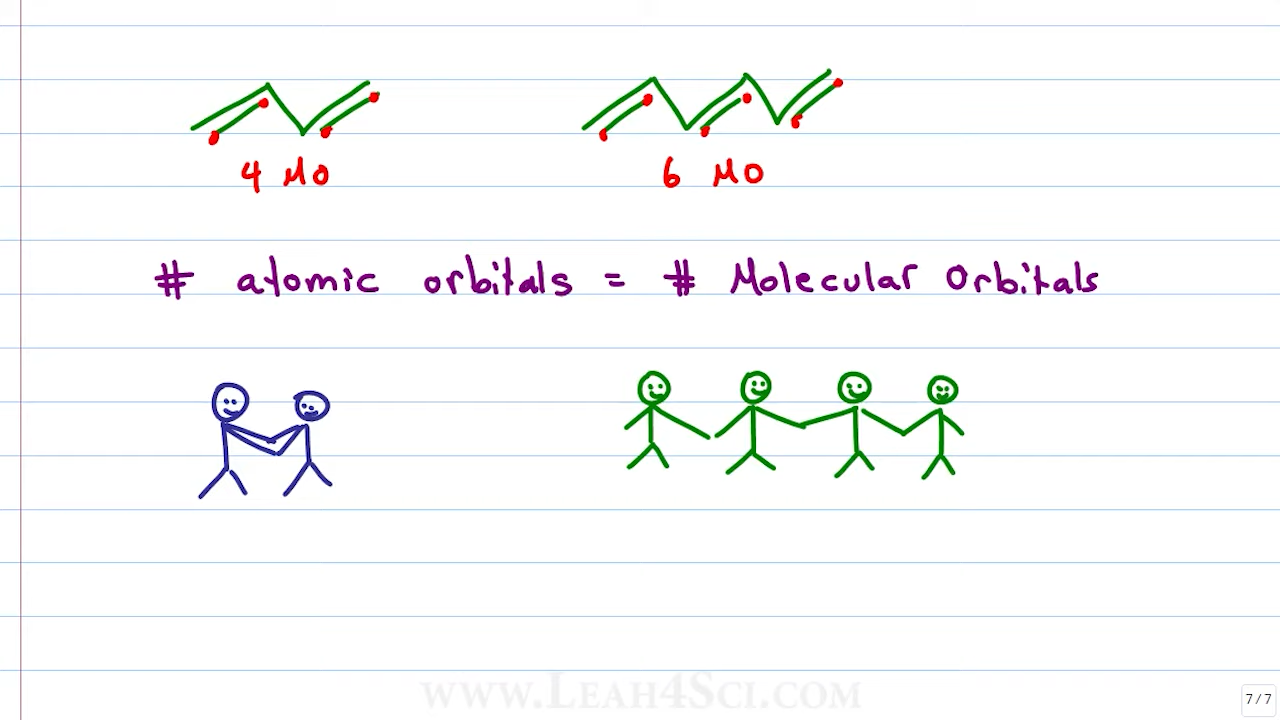 4 MO 6 MO
# atomic orbitals = # Molecular Orbitals
www.Leah4Sci.com
7/7